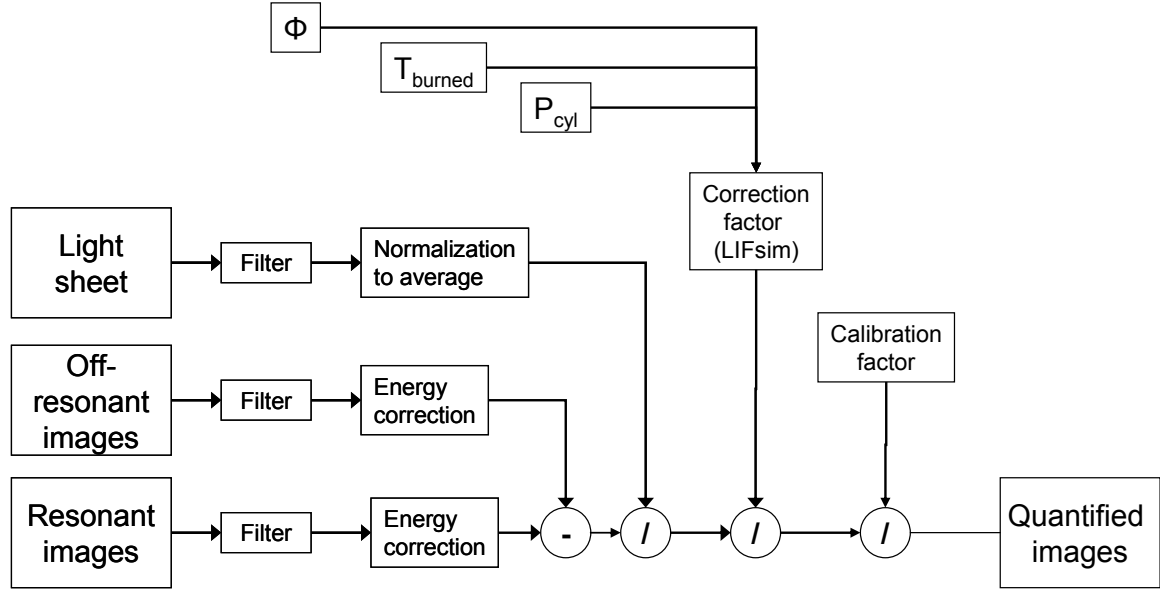 Φ
T_burned
P_cyl
Correction
factor
(LIFsim)
Light
sheet
Filter
Normalization
to average
Calibration
factor
Off-
resonant
images
Filter
Energy
correction
Resonant
images
Filter
Energy
correction
-
/
/
/
Quantified
images